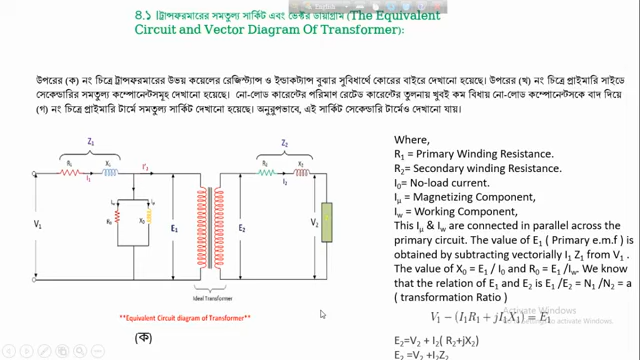 English
৪.১ ।ট্রান্সফরমারের সমতুল্য সার্কিট এবং ভেক্টর ডায়াগ্রাম (The Equivalent
Circuit and Vector Diagram Of Transformer):
উপরের (ক) নং চিত্রে ট্রান্সফরমারের উভয় কয়েলের রেজিস্ট্যান্স ও ইন্ডাকট্যান্স বুঝার সুবিধার্থে কোরের বাইরে দেখানো হয়েছে। উপরের (খ) নং চিত্রে প্রাইমারি সাইডে
সেকেন্ডারির সমতুল্য কম্পোনেন্টসমূহ দেখানো হয়েছে। নো-লোড কারেন্টের পরিমাণ রেটেড কারেন্টের তুলনায় খুবই কম বিধায় নো-লোড কম্পোনেন্টসকে বাদ দিয়ে
(গ) নং চিত্রে প্রাইমারি টার্মে সমতুল্য সার্কিট দেখানো হয়েছে। অনুরূপভাবে, এই সার্কিট সেকেন্ডারি টার্মেও দেখানো যায়।
Z₁
R₁ X₁ I'₁
I₁
Z₂
R₂ X₂
I₂
V₁
R₀ X₀
E₁
E₂
V₂
Ideal Transformer
**Equivalent Circuit diagram of Transformer**
(ক)
Where,
R₁ = Primary Winding Resistance.
R₂= Secondary winding Resistance.
I₀= No-load current.
Iμ = Magnetizing Component,
Iw = Working Component,
This Iμ & Iw are connected in parallel across
the primary circuit. The value of E₁ ( Primary e.m.f ) is
obtained by subtracting vectorially I₁ Z₁ from V₁ .
The value of X₀ = E₁ / I₀ and R₀ = E₁ /Iw. We know
that the relation of E₁ and E₂ is E₁ /E₂ = N₁ /N₂ = a
( transformation Ratio )
Activate Windows
V₁ − (I₁R₁ + jI₁X₁) = E₁
E₂=V₂ + I₂( R₂+jX₂)
E₂ =V₂ +I₂Z₂